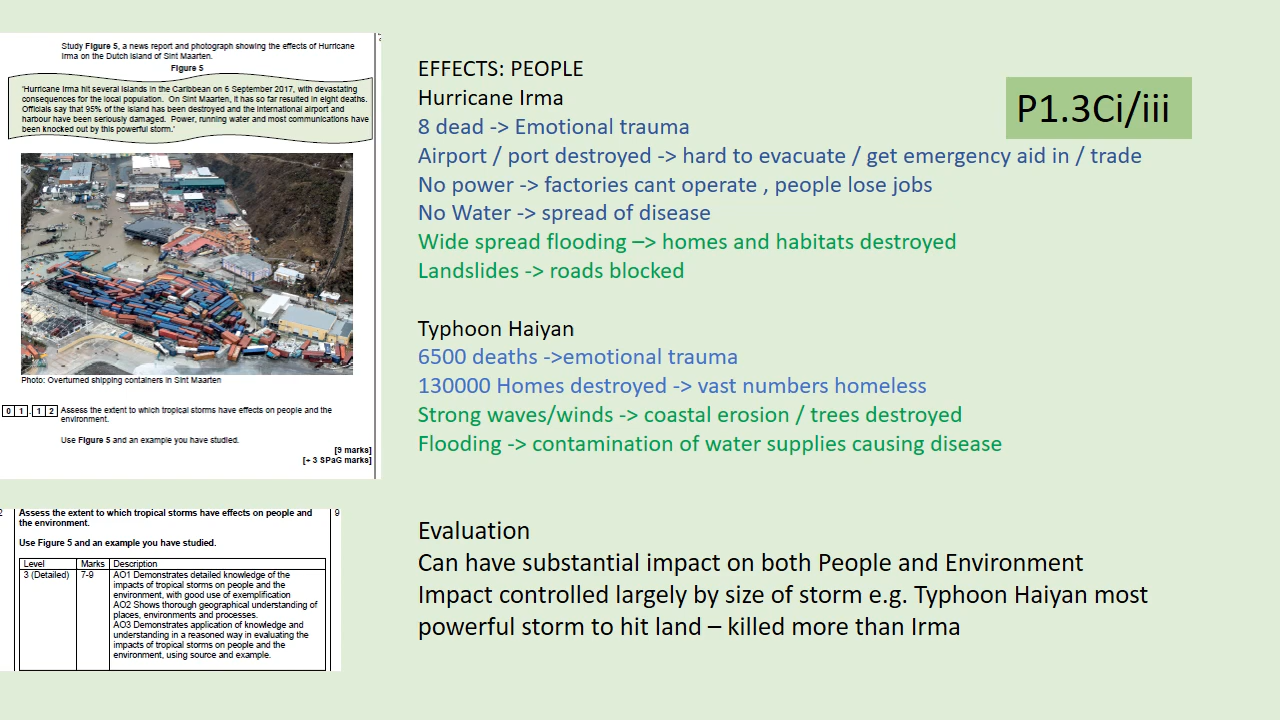 Study Figure 5, a news report and photograph showing the effects of Hurricane
Irma on the Dutch island of Sint Maarten.
Figure 5
'Hurricane Irma hit several islands in the Caribbean on 6 September 2017, with devastating
consequences for the local population. On Sint Maarten, it has so far resulted in eight deaths.
Officials say that 95% of the island has been destroyed and the international airport and
harbour have been seriously damaged. Power, running water and most communications have
been knocked out by this powerful storm.'
Photo: Overturned shipping containers in Sint Maarten
0 1 . 1 2 Assess the extent to which tropical storms have effects on people and the
environment.
Use Figure 5 and an example you have studied.
[9 marks]
[+ 3 SPaG marks]
2 Assess the extent to which tropical storms have effects on people and 9
the environment.
Use Figure 5 and an example you have studied.
Level Marks Description
3 (Detailed) 7-9 AO1 Demonstrates detailed knowledge of the
impacts of tropical storms on people and the
environment, with good use of exemplification
AO2 Shows thorough geographical understanding of
places, environments and processes.
AO3 Demonstrates application of knowledge and
understanding in a reasoned way in evaluating the
impacts of tropical storms on people and the
environment, using source and example.
EFFECTS: PEOPLE
Hurricane Irma
8 dead -> Emotional trauma
Airport / port destroyed -> hard to evacuate / get emergency aid in / trade
No power -> factories cant operate , people lose jobs
No Water -> spread of disease
Wide spread flooding –> homes and habitats destroyed
Landslides -> roads blocked
Typhoon Haiyan
6500 deaths ->emotional trauma
130000 Homes destroyed -> vast numbers homeless
Strong waves/winds -> coastal erosion / trees destroyed
Flooding -> contamination of water supplies causing disease
Evaluation
Can have substantial impact on both People and Environment
Impact controlled largely by size of storm e.g. Typhoon Haiyan most
powerful storm to hit land – killed more than Irma
P1.3Ci/iii